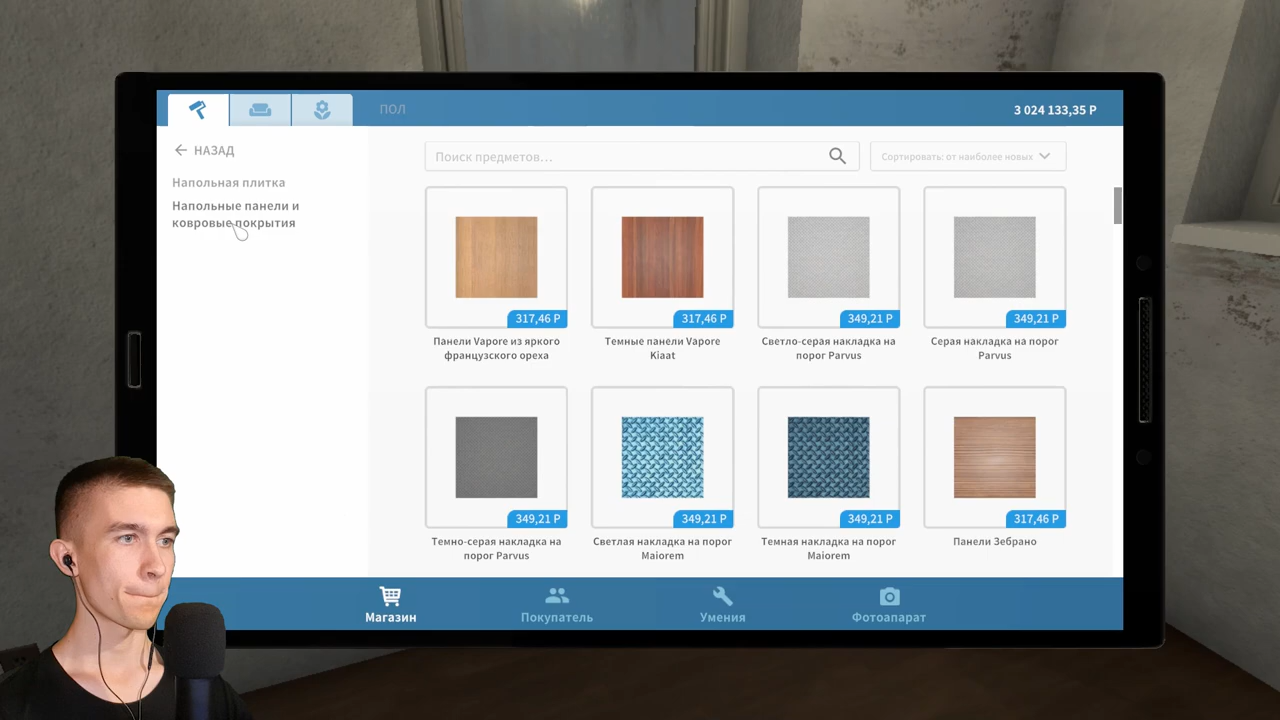 ПОЛ
3 024 133,35 Р
НАЗАД
Напольная плитка
Напольные панели и
ковровые покрытия
Поиск предметов...
Сортировать: от наиболее новых
317,46 Р
317,46 Р
349,21 Р
349,21 Р
Панели Vapore из яркого
французского ореха
Темные панели Vapore
Kiaat
Светло-серая накладка на
порог Parvus
Серая накладка на порог
Parvus
349,21 Р
349,21 Р
349,21 Р
317,46 Р
Темно-серая накладка на
порог Parvus
Светлая накладка на порог
Maiorem
Темная накладка на порог
Maiorem
Панели Зебрано
Магазин
Покупатель
Умения
Фотоапарат